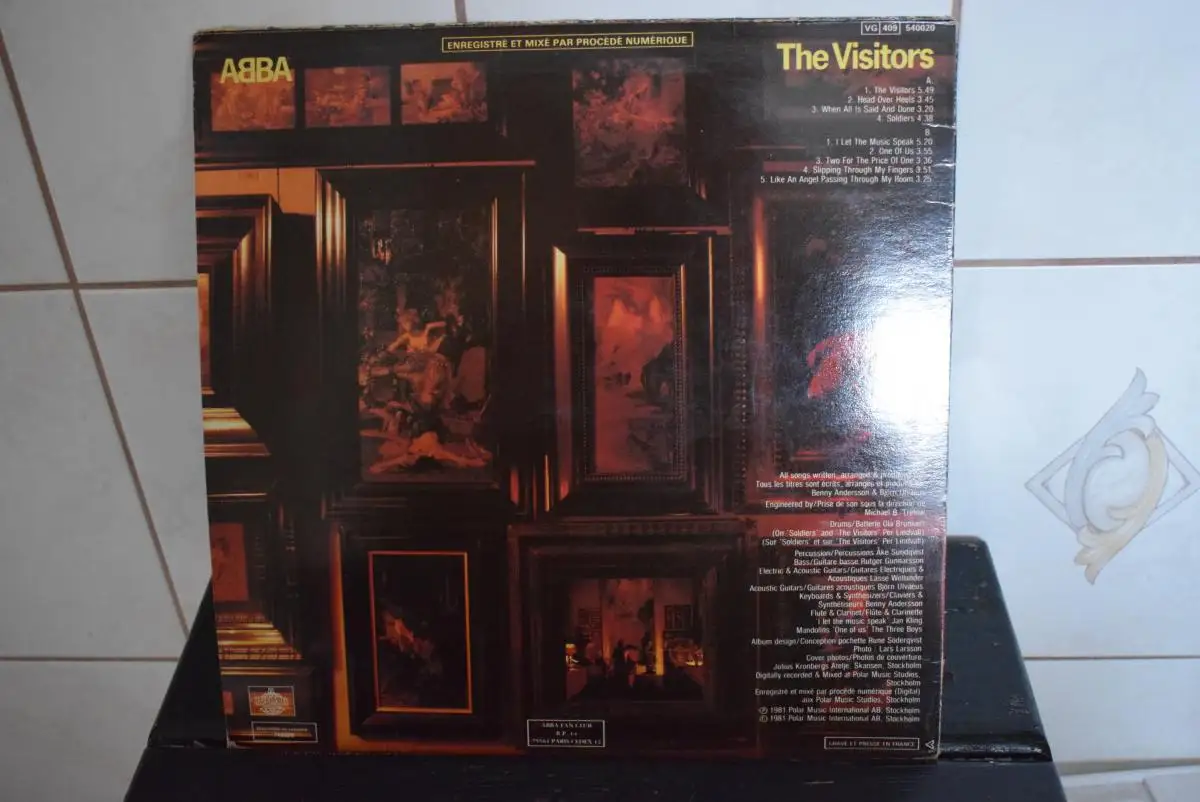 VG 409 540020
ENREGISTRÉ ET MIXÉ PAR PROCÉDÉ NUMÉRIQUE
ABBA
The Visitors
A.
1. The Visitors 5.49
2. Head Over Heels 3.45
3. When All Is Said And Done 3.20
4. Soldiers 4.38
B.
1. I Let The Music Speak 5.20
2. One Of Us 3.55
3. Two For The Price Of One 3.36
4. Slipping Through My Fingers 3.51
5. Like An Angel Passing Through My Room 3.25
All songs written, arranged &
Tous les titres sont écrits, arrangés et
Benny Andersson & Björn Ulvaeus
Engineered by/Prise de son sous la direction de
Michael B.
Drums/Batterie Ola Brunkert
(On 'Soldiers' and 'The Visitors' Per Lindvall)
(Sur 'Soldiers' et sur 'The Visitors' Per Lindvall)
Percussion/Percussions Åke Sundqvist
Bass/Guitare basse Rutger Gunnarsson
Electric & Acoustic Guitars/Guitares Electriques &
Acoustiques Lasse Wellander
Acoustic Guitars/Guitares acoustiques Björn Ulvaeus
Keyboards & Synthesizers/Claviers &
Synthétiseurs Benny Andersson
Flute & Clarinet/Flûte & Clarinette
'I let the music speak' Jan Kling
Mandolins 'One of us' The Three Boys
Album design/Conception pochette Rune Söderqvist
Photo : Lars Larsson
Cover photos/Photos de couverture
Julius Kronbergs Ateljé, Skansen, Stockholm
Digitally recorded & Mixed at Polar Music Studios,
Stockholm
Enregistré et mixé par procédé numérique (Digital)
aux Polar Music Studios, Stockholm
℗ 1981 Polar Music International AB, Stockholm
© 1981 Polar Music International AB, Stockholm
ABBA FAN CLUB
B.P. 14
75564 PARIS CEDEX 12
GRAVÉ ET PRESSÉ EN FRANCE